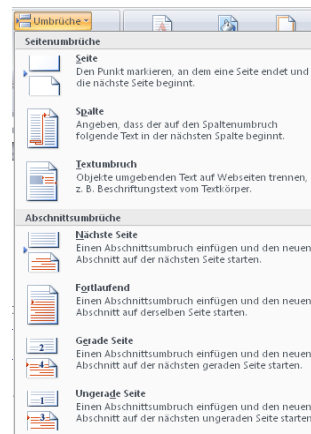 Umbrüche
Seitenumbrüche
Seite
Den Punkt markieren, an dem eine Seite endet und
die nächste Seite beginnt.
Spalte
Angeben, dass der auf den Spaltenumbruch
folgende Text in der nächsten Spalte beginnt.
Textumbruch
Objekte umgebenden Text auf Webseiten trennen,
z. B. Beschriftungstext vom Textkörper.
Abschnittsumbrüche
Nächste Seite
Einen Abschnittsumbruch einfügen und den neuen
Abschnitt auf der nächsten Seite starten.
Fortlaufend
Einen Abschnittsumbruch einfügen und den neuen
Abschnitt auf derselben Seite starten.
2
4
Gerade Seite
Einen Abschnittsumbruch einfügen und den neuen
Abschnitt auf der nächsten geraden Seite starten.
1
3
Ungerade Seite
Einen Abschnittsumbruch einfügen und den neuen
Abschnitt auf der nächsten ungeraden Seite starten